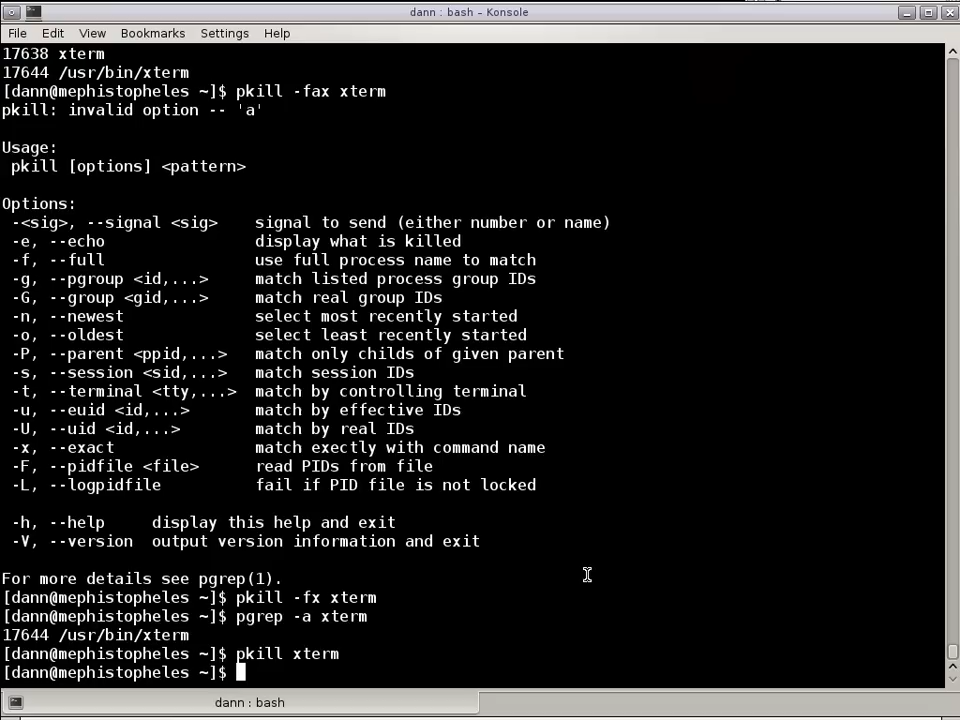 dann : bash – Konsole
File Edit View Bookmarks Settings Help
17638 xterm
17644 /usr/bin/xterm
[dann@mephistopheles ~]$ pkill -fax xterm
pkill: invalid option -- 'a'
Usage:
pkill [options] <pattern>
Options:
-<sig>, --signal <sig> signal to send (either number or name)
-e, --echo display what is killed
-f, --full use full process name to match
-g, --pgroup <id,...> match listed process group IDs
-G, --group <gid,...> match real group IDs
-n, --newest select most recently started
-o, --oldest select least recently started
-P, --parent <ppid,...> match only childs of given parent
-s, --session <sid,...> match session IDs
-t, --terminal <tty,...> match by controlling terminal
-u, --euid <id,...> match by effective IDs
-U, --uid <id,...> match by real IDs
-x, --exact match exectly with command name
-F, --pidfile <file> read PIDs from file
-L, --logpidfile fail if PID file is not locked
-h, --help display this help and exit
-V, --version output version information and exit
For more details see pgrep(1).
[dann@mephistopheles ~]$ pkill -fx xterm
[dann@mephistopheles ~]$ pgrep -a xterm
17644 /usr/bin/xterm
[dann@mephistopheles ~]$ pkill xterm
[dann@mephistopheles ~]$
dann : bash